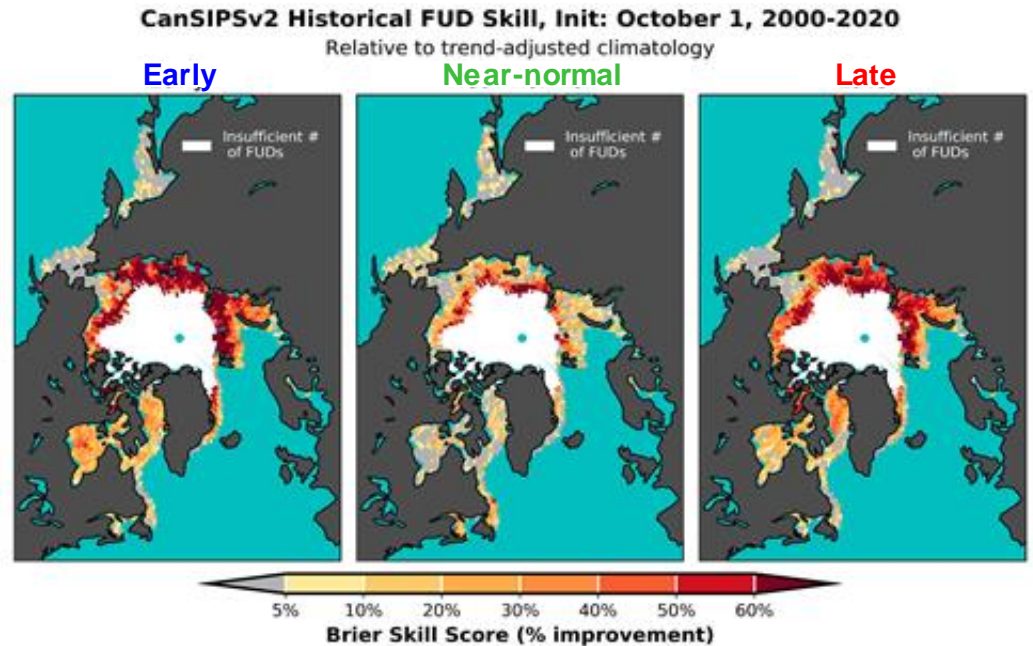 CanSIPSv2 Historical FUD Skill, Init: October 1, 2000-2020
Relative to trend-adjusted climatology
Early
Near-normal
Late
Insufficient #
of FUDs
Insufficient #
of FUDs
Insufficient #
of FUDs
5% 10% 20% 30% 40% 50% 60%
Brier Skill Score (% improvement)